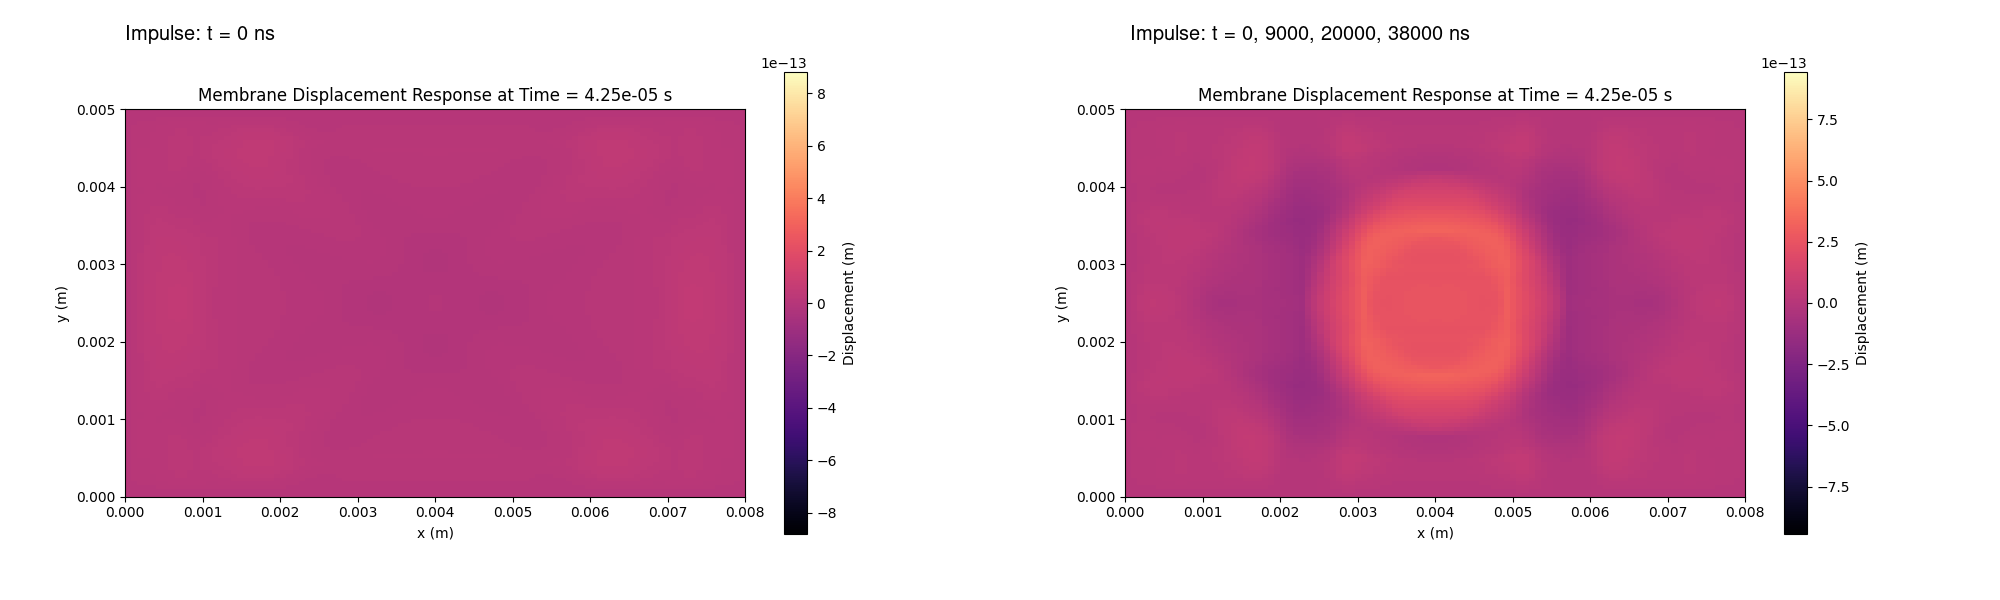 Impulse: t = 0 ns
1e−13
Membrane Displacement Response at Time = 4.25e-05 s
0.005
0.004
0.003
0.002
0.001
0.000
y (m)
0.000 0.001 0.002 0.003 0.004 0.005 0.006 0.007 0.008
x (m)
8
6
4
2
0
−2
−4
−6
−8
Displacement (m)
Impulse: t = 0, 9000, 20000, 38000 ns
1e−13
Membrane Displacement Response at Time = 4.25e-05 s
0.005
0.004
0.003
0.002
0.001
0.000
y (m)
0.000 0.001 0.002 0.003 0.004 0.005 0.006 0.007 0.008
x (m)
7.5
5.0
2.5
0.0
−2.5
−5.0
−7.5
Displacement (m)